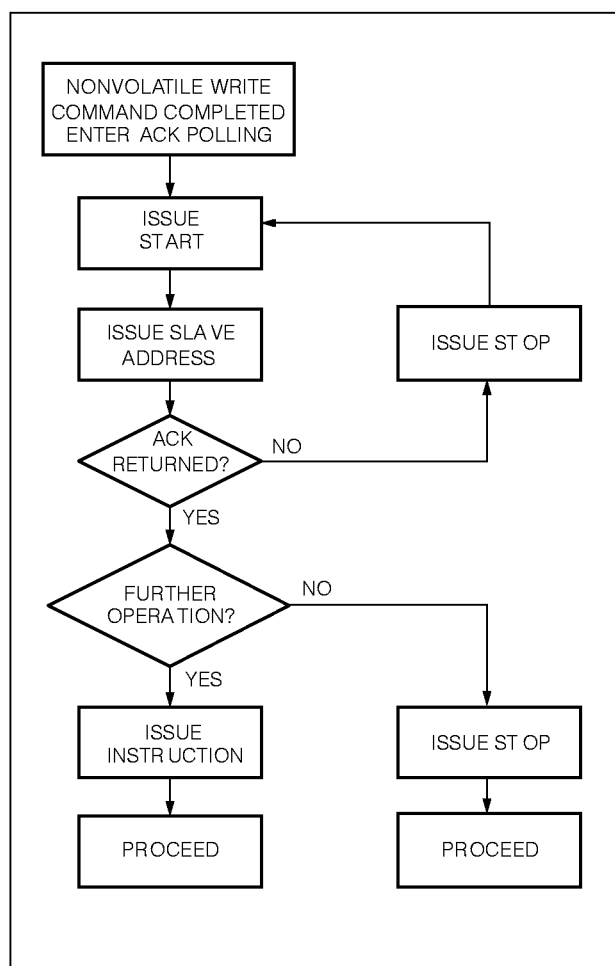 NONVOLATILE WRITE
COMMAND COMPLETED
ENTER ACK POLLING
ISSUE
START
ISSUE SLAVE
ADDRESS
ISSUE STOP
ACK
RETURNED?
NO
YES
FURTHER
OPERATION?
NO
YES
ISSUE
INSTRUCTION
ISSUE STOP
PROCEED
PROCEED